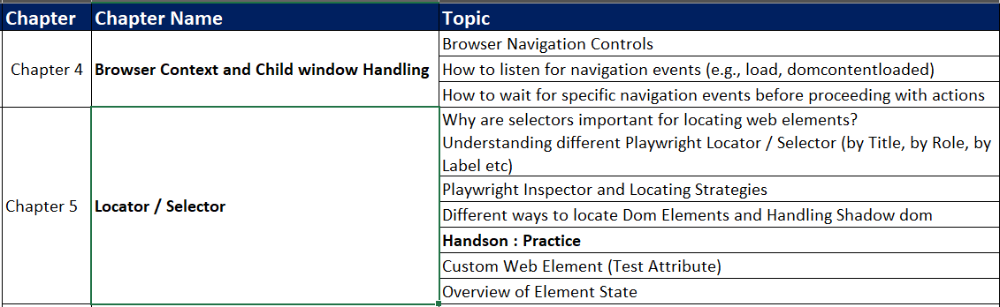 Chapter Chapter Name Topic
Chapter 4 Browser Context and Child window Handling
Browser Navigation Controls
How to listen for navigation events (e.g., load, domcontentloaded)
How to wait for specific navigation events before proceeding with actions
Chapter 5 Locator / Selector
Why are selectors important for locating web elements?
Understanding different Playwright Locator / Selector (by Title, by Role, by
Label etc)
Playwright Inspector and Locating Strategies
Different ways to locate Dom Elements and Handling Shadow dom
Handson : Practice
Custom Web Element (Test Attribute)
Overview of Element State